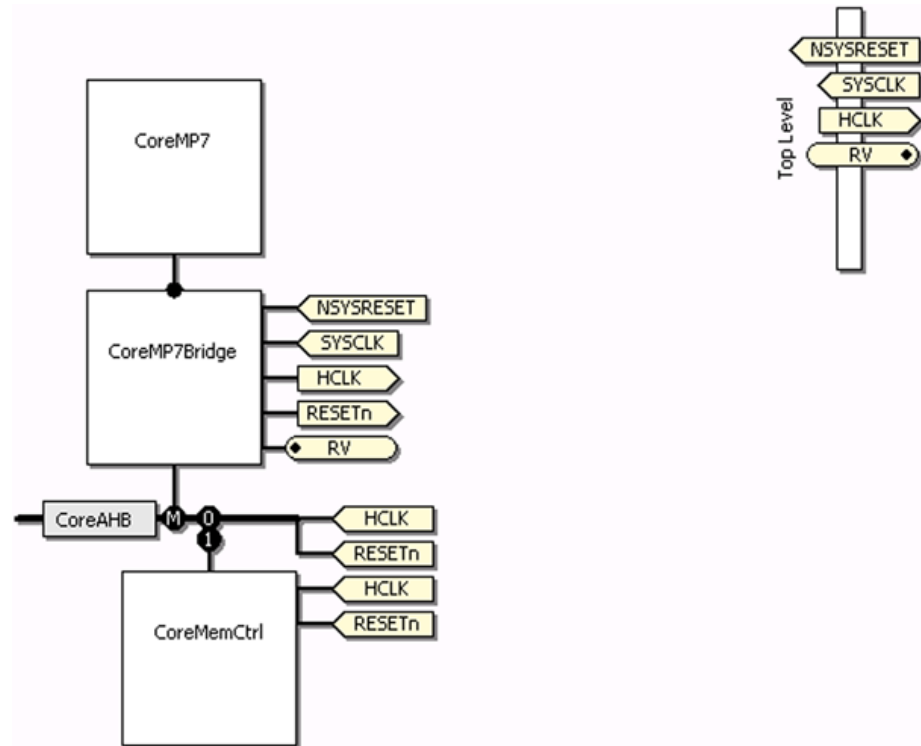 NSYSRESET
SYSCLK
HCLK
RV
Top Level
CoreMP7
NSYSRESET
SYSCLK
CoreMP7Bridge
HCLK
RESETn
RV
CoreAHB
M
0
HCLK
1
RESETn
HCLK
CoreMemCtrl
RESETn